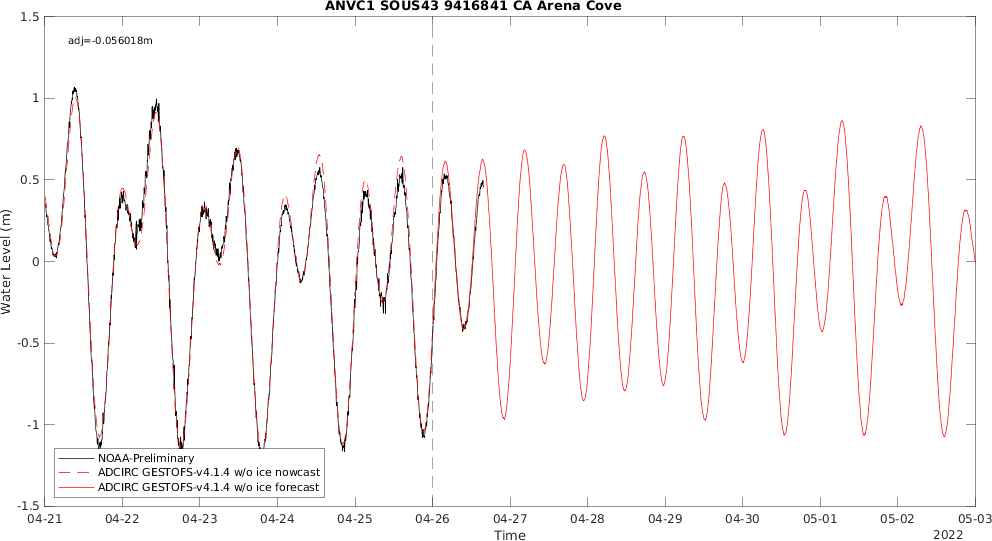 ANVC1 SOUS43 9416841 CA Arena Cove
adj=-0.056018m
Water Level (m)
1.5
1
0.5
0
-0.5
-1
-1.5
NOAA-Preliminary
ADCIRC GESTOFS-v4.1.4 w/o ice nowcast
ADCIRC GESTOFS-v4.1.4 w/o ice forecast
04-21 04-22 04-23 04-24 04-25 04-26 04-27 04-28 04-29 04-30 05-01 05-02 05-03
Time
2022